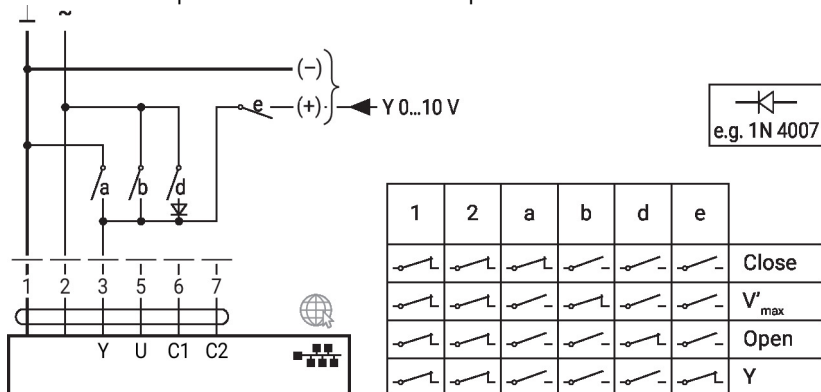 ⊥ ~
(−)
e (+) Y 0...10 V
e.g. 1N 4007
a b d
1 2 a b d e
Close
V'max
Open
Y
1 2 3 5 6 7
Y U C1 C2